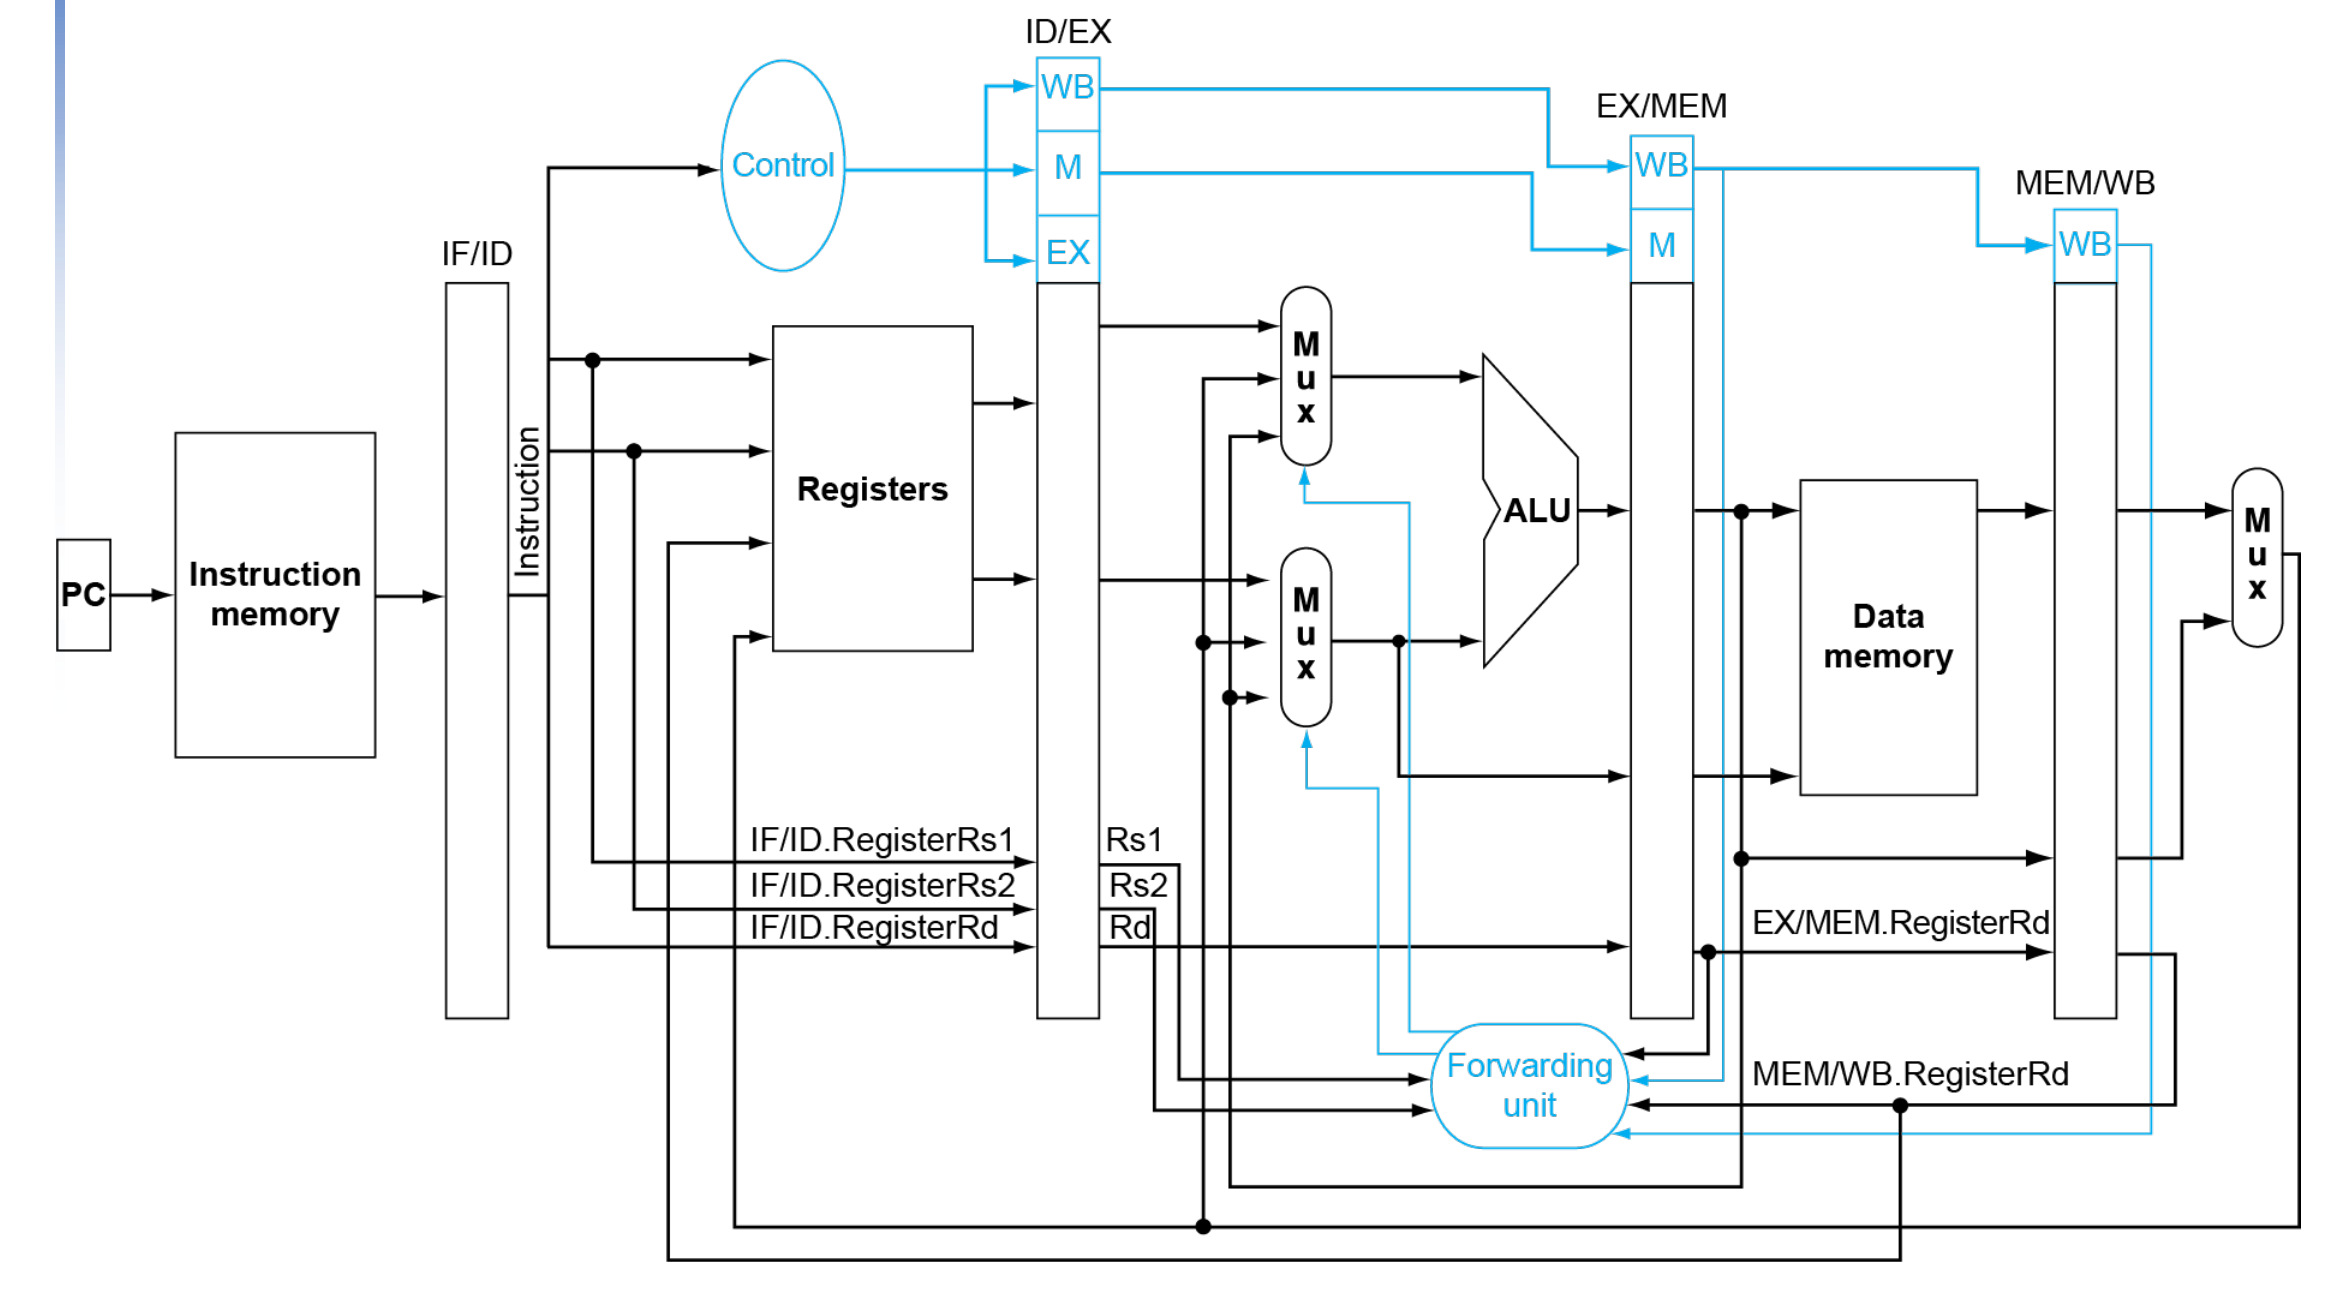 ID/EX
WB
M
EX
Control
EX/MEM
WB
M
MEM/WB
WB
IF/ID
Instruction
PC
Instruction
memory
Registers
M
u
x
M
u
x
ALU
Data
memory
M
u
x
IF/ID.RegisterRs1
IF/ID.RegisterRs2
IF/ID.RegisterRd
Rs1
Rs2
Rd
EX/MEM.RegisterRd
Forwarding
unit
MEM/WB.RegisterRd